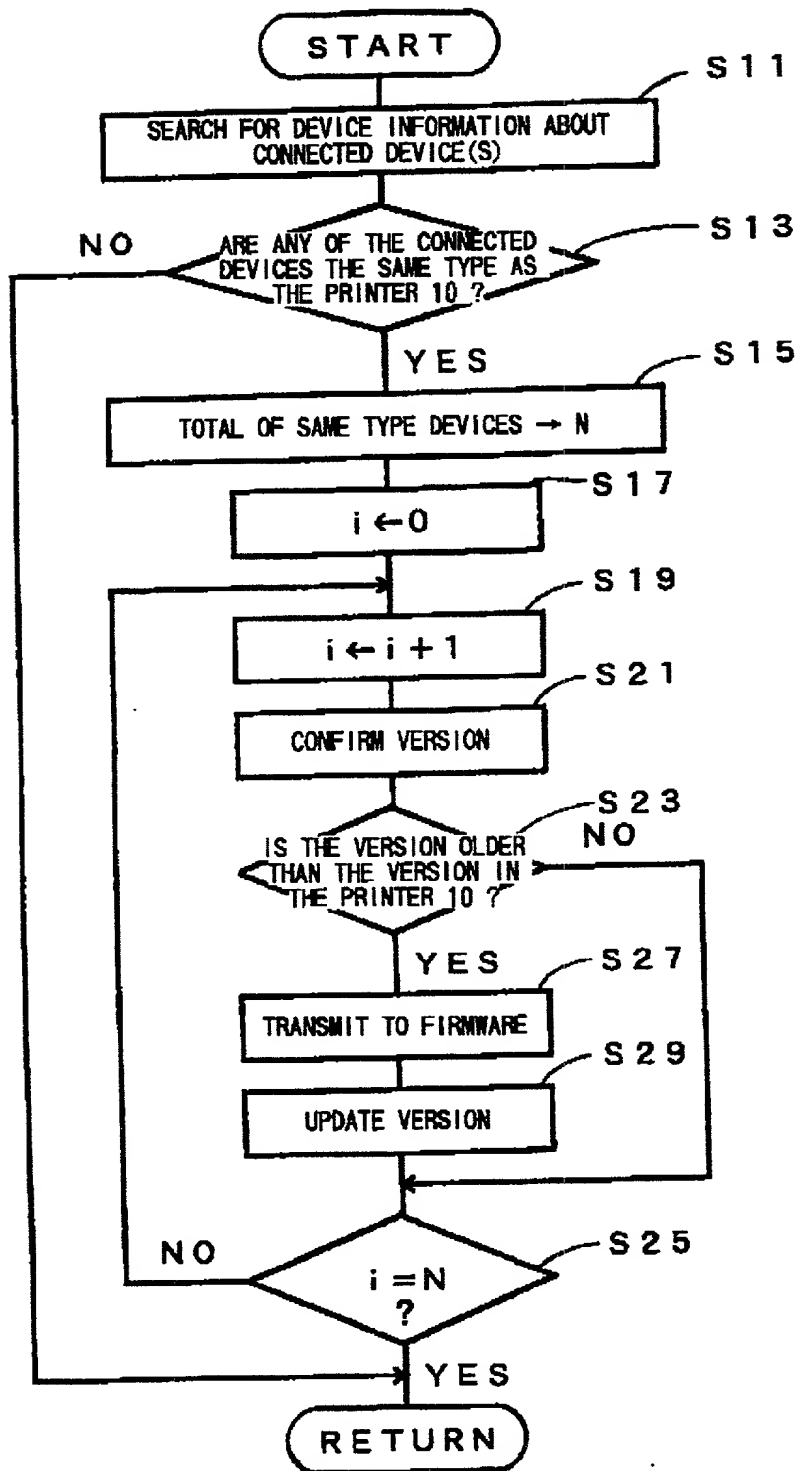 START
S11
SEARCH FOR DEVICE INFORMATION ABOUT
CONNECTED DEVICE(S)
S13
NO
ARE ANY OF THE CONNECTED
DEVICES THE SAME TYPE AS
THE PRINTER 10 ?
YES
S15
TOTAL OF SAME TYPE DEVICES → N
S17
i ← 0
S19
i ← i + 1
S21
CONFIRM VERSION
S23
NO
IS THE VERSION OLDER
THAN THE VERSION IN
THE PRINTER 10 ?
YES
S27
TRANSMIT TO FIRMWARE
S29
UPDATE VERSION
S25
NO
i = N
?
YES
RETURN